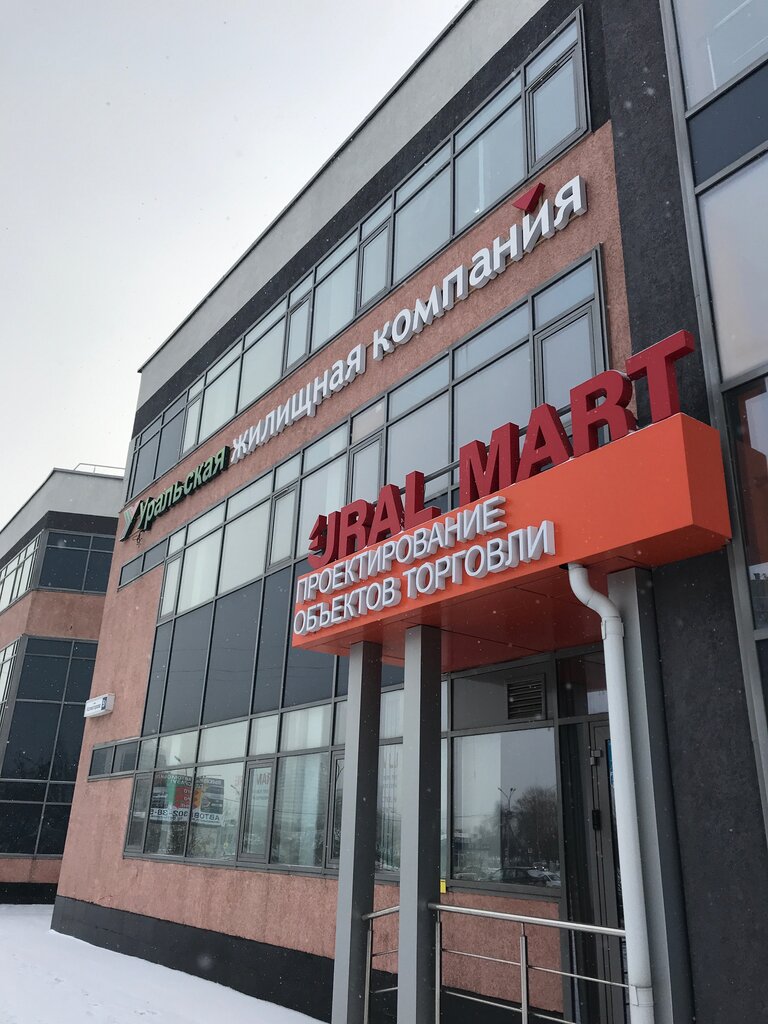 Уральская жилищная компания
URAL MART
ПРОЕКТИРОВАНИЕ
ОБЪЕКТОВ ТОРГОВЛИ